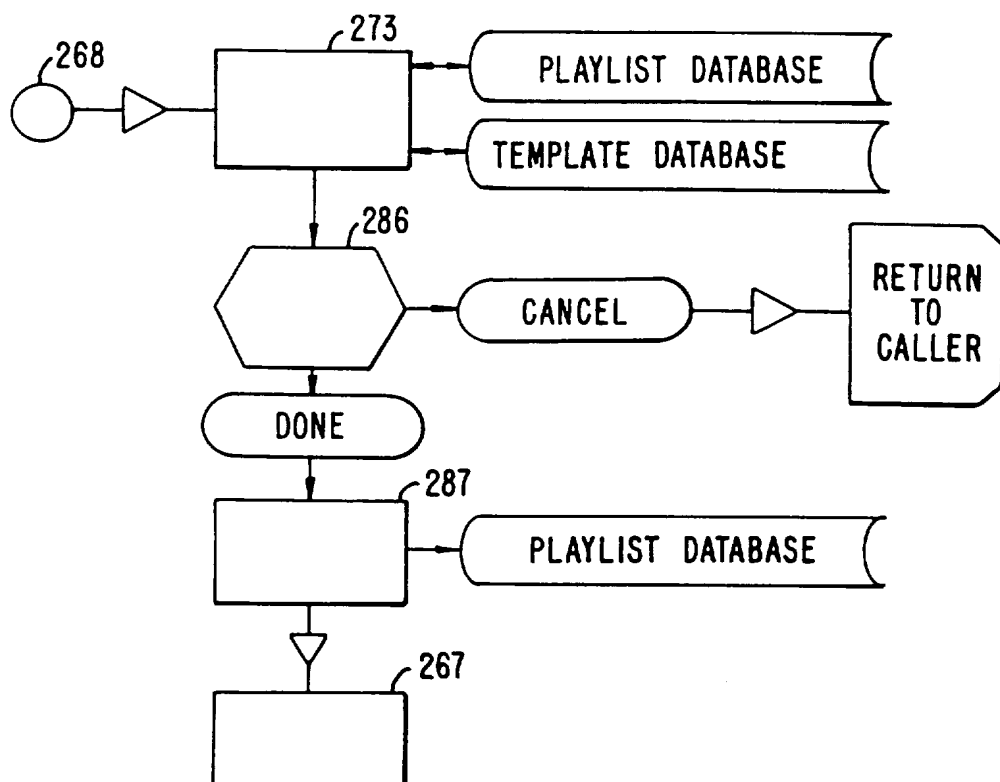 268
273
PLAYLIST DATABASE
TEMPLATE DATABASE
286
CANCEL
RETURN
TO
CALLER
DONE
287
PLAYLIST DATABASE
267